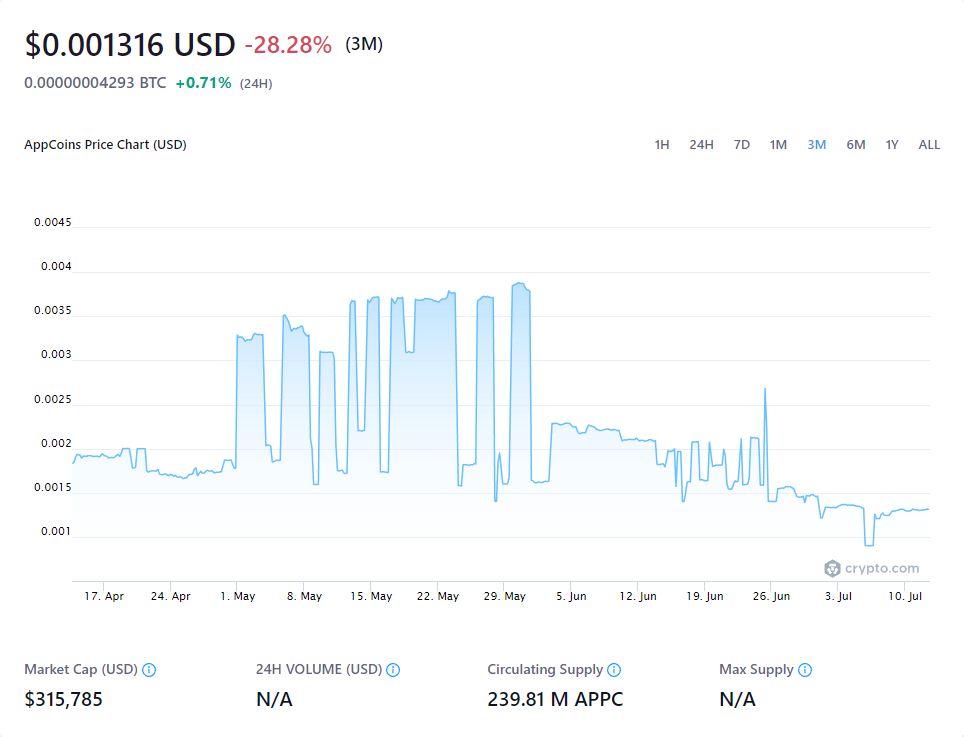 $0.001316 USD -28.28% (3M)
0.00000004293 BTC +0.71% (24H)
AppCoins Price Chart (USD) 1H 24H 7D 1M 3M 6M 1Y ALL
0.0045
0.004
0.0035
0.003
0.0025
0.002
0.0015
0.001
crypto.com
17. Apr 24. Apr 1. May 8. May 15. May 22. May 29. May 5. Jun 12. Jun 19. Jun 26. Jun 3. Jul 10. Jul
Market Cap (USD) 24H VOLUME (USD) Circulating Supply Max Supply
$315,785 N/A 239.81 M APPC N/A